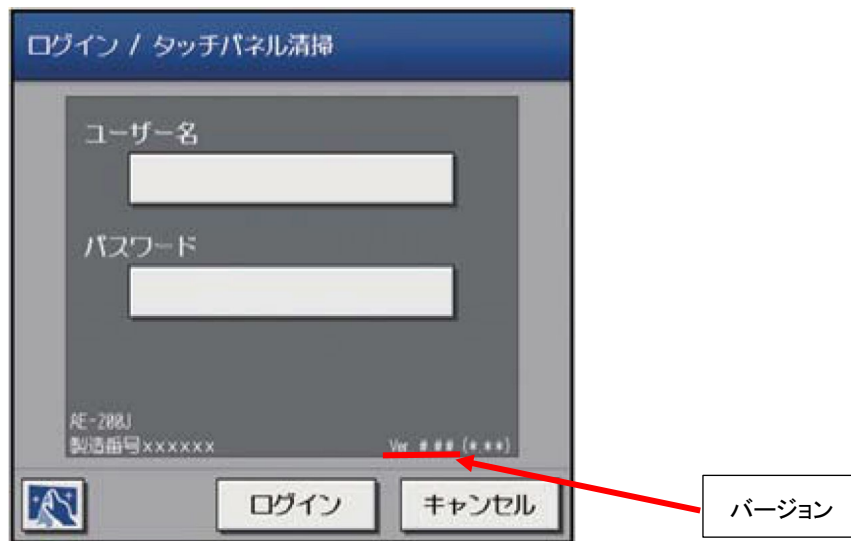 ログイン / タッチパネル清掃
ユーザー名
パスワード
AE-200J
製造番号xxxxxx
Ver. #.## (*.**)
ログイン
キャンセル
バージョン